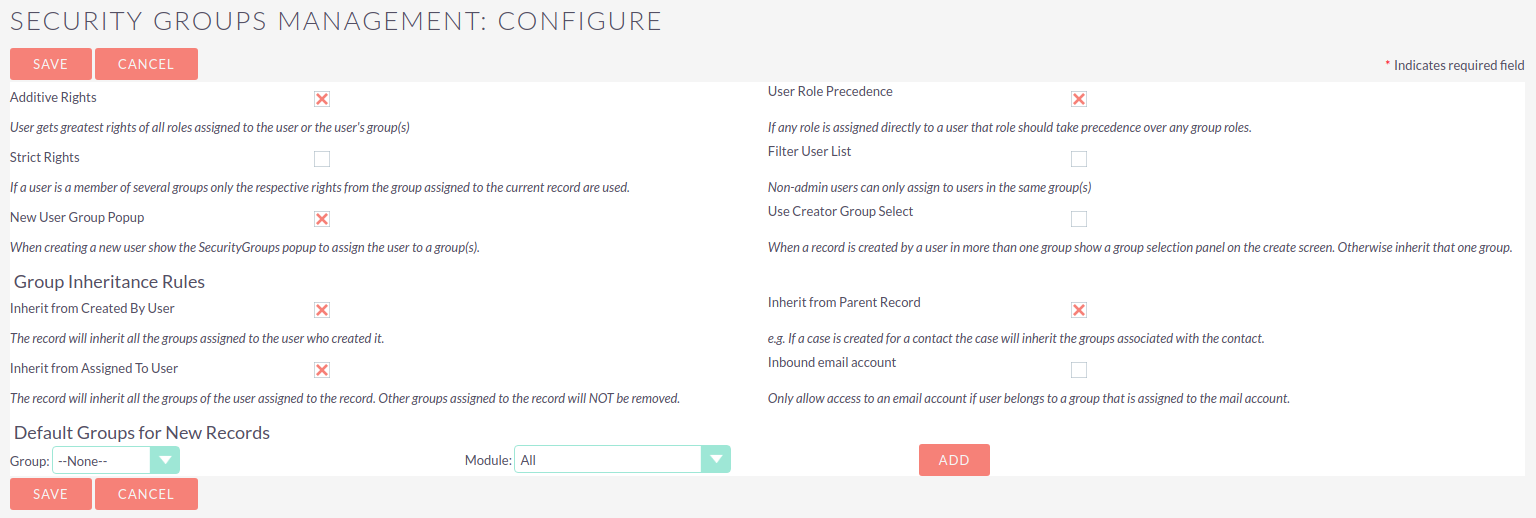 SECURITY GROUPS MANAGEMENT: CONFIGURE
SAVE CANCEL
* Indicates required field
Additive Rights
User Role Precedence
User gets greatest rights of all roles assigned to the user or the user's group(s)
If any role is assigned directly to a user that role should take precedence over any group roles.
Strict Rights
Filter User List
If a user is a member of several groups only the respective rights from the group assigned to the current record are used.
Non-admin users can only assign to users in the same group(s)
New User Group Popup
Use Creator Group Select
When creating a new user show the SecurityGroups popup to assign the user to a group(s).
When a record is created by a user in more than one group show a group selection panel on the create screen. Otherwise inherit that one group.
Group Inheritance Rules
Inherit from Created By User
Inherit from Parent Record
The record will inherit all the groups assigned to the user who created it.
e.g. If a case is created for a contact the case will inherit the groups associated with the contact.
Inherit from Assigned To User
Inbound email account
The record will inherit all the groups of the user assigned to the record. Other groups assigned to the record will NOT be removed.
Only allow access to an email account if user belongs to a group that is assigned to the mail account.
Default Groups for New Records
Group: --None-- Module: All ADD
SAVE CANCEL